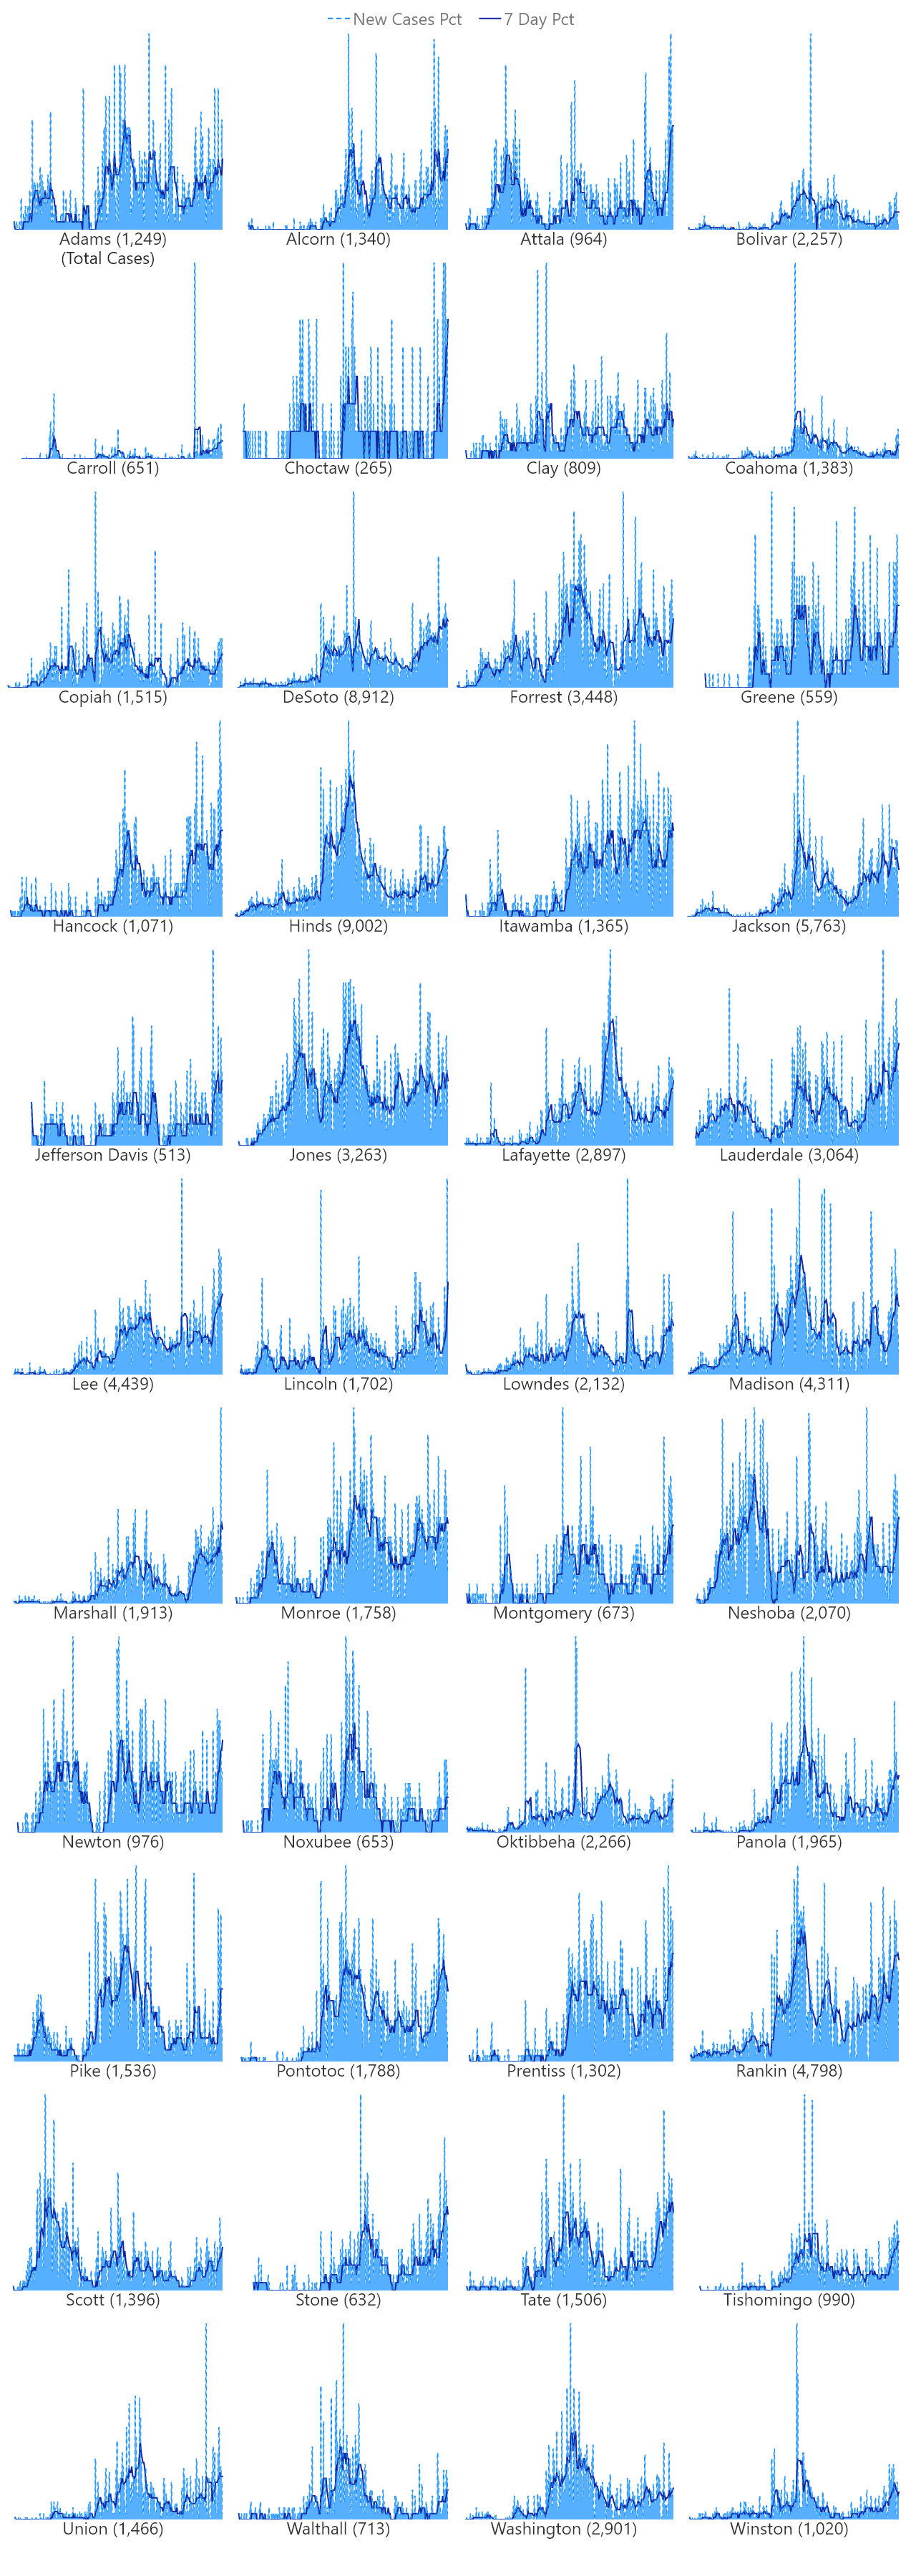 New Cases Pct 7 Day Pct
Adams (1,249) Alcorn (1,340) Attala (964) Bolivar (2,257)
(Total Cases)
Carroll (651) Choctaw (265) Clay (809) Coahoma (1,383)
Copiah (1,515) DeSoto (8,912) Forrest (3,448) Greene (559)
Hancock (1,071) Hinds (9,002) Itawamba (1,365) Jackson (5,763)
Jefferson Davis (513) Jones (3,263) Lafayette (2,897) Lauderdale (3,064)
Lee (4,439) Lincoln (1,702) Lowndes (2,132) Madison (4,311)
Marshall (1,913) Monroe (1,758) Montgomery (673) Neshoba (2,070)
Newton (976) Noxubee (653) Oktibbeha (2,266) Panola (1,965)
Pike (1,536) Pontotoc (1,788) Prentiss (1,302) Rankin (4,798)
Scott (1,396) Stone (632) Tate (1,506) Tishomingo (990)
Union (1,466) Walthall (713) Washington (2,901) Winston (1,020)